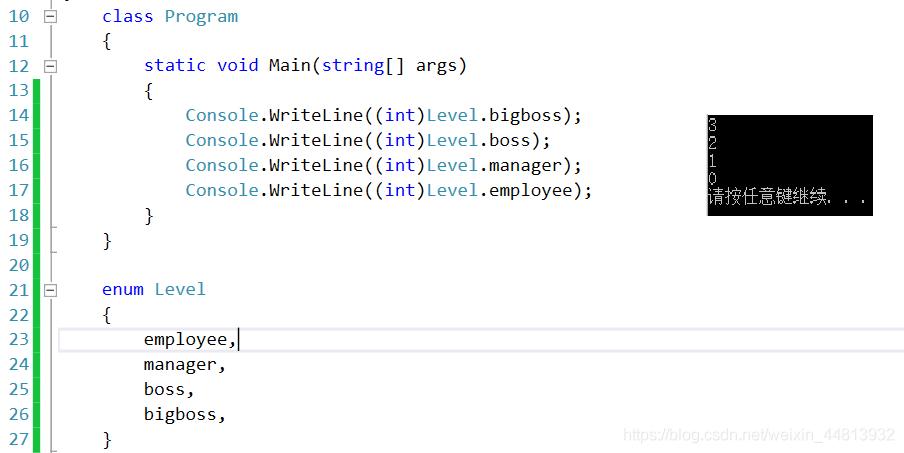 10 class Program
11 {
12 static void Main(string[] args)
13 {
14 Console.WriteLine((int)Level.bigboss);
15 Console.WriteLine((int)Level.boss);
16 Console.WriteLine((int)Level.manager);
17 Console.WriteLine((int)Level.employee);
18 }
19 }
20
21 enum Level
22 {
23 employee,
24 manager,
25 boss,
26 bigboss,
27 }
3
2
1
0
请按任意键继续. . .
https://blog.csdn.net/weixin_44813932